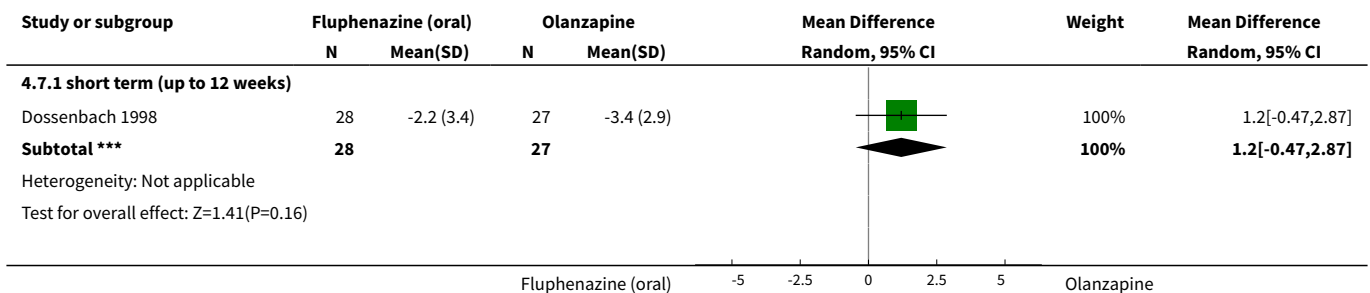 Study or subgroup Fluphenazine (oral) Olanzapine Mean Difference Weight Mean Difference
N Mean(SD) N Mean(SD) Random, 95% CI Random, 95% CI
4.7.1 short term (up to 12 weeks)
Dossenbach 1998 28 -2.2 (3.4) 27 -3.4 (2.9) 100% 1.2[-0.47,2.87]
Subtotal *** 28 27 100% 1.2[-0.47,2.87]
Heterogeneity: Not applicable
Test for overall effect: Z=1.41(P=0.16)
Fluphenazine (oral) -5 -2.5 0 2.5 5 Olanzapine